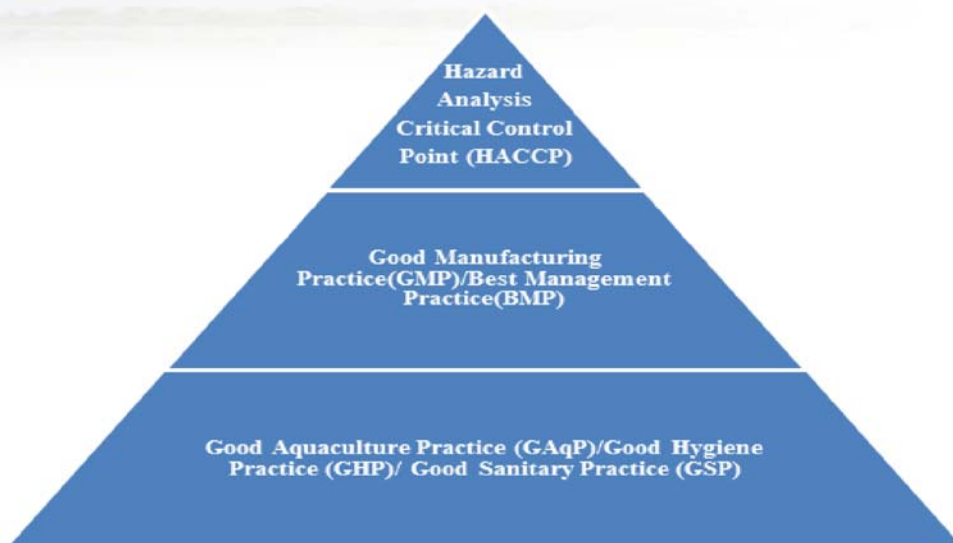 Hazard
Analysis
Critical Control
Point (HACCP)
Good Manufacturing
Practice(GMP)/Best Management
Practice(BMP)
Good Aquaculture Practice (GAqP)/Good Hygiene
Practice (GHP)/ Good Sanitary Practice (GSP)